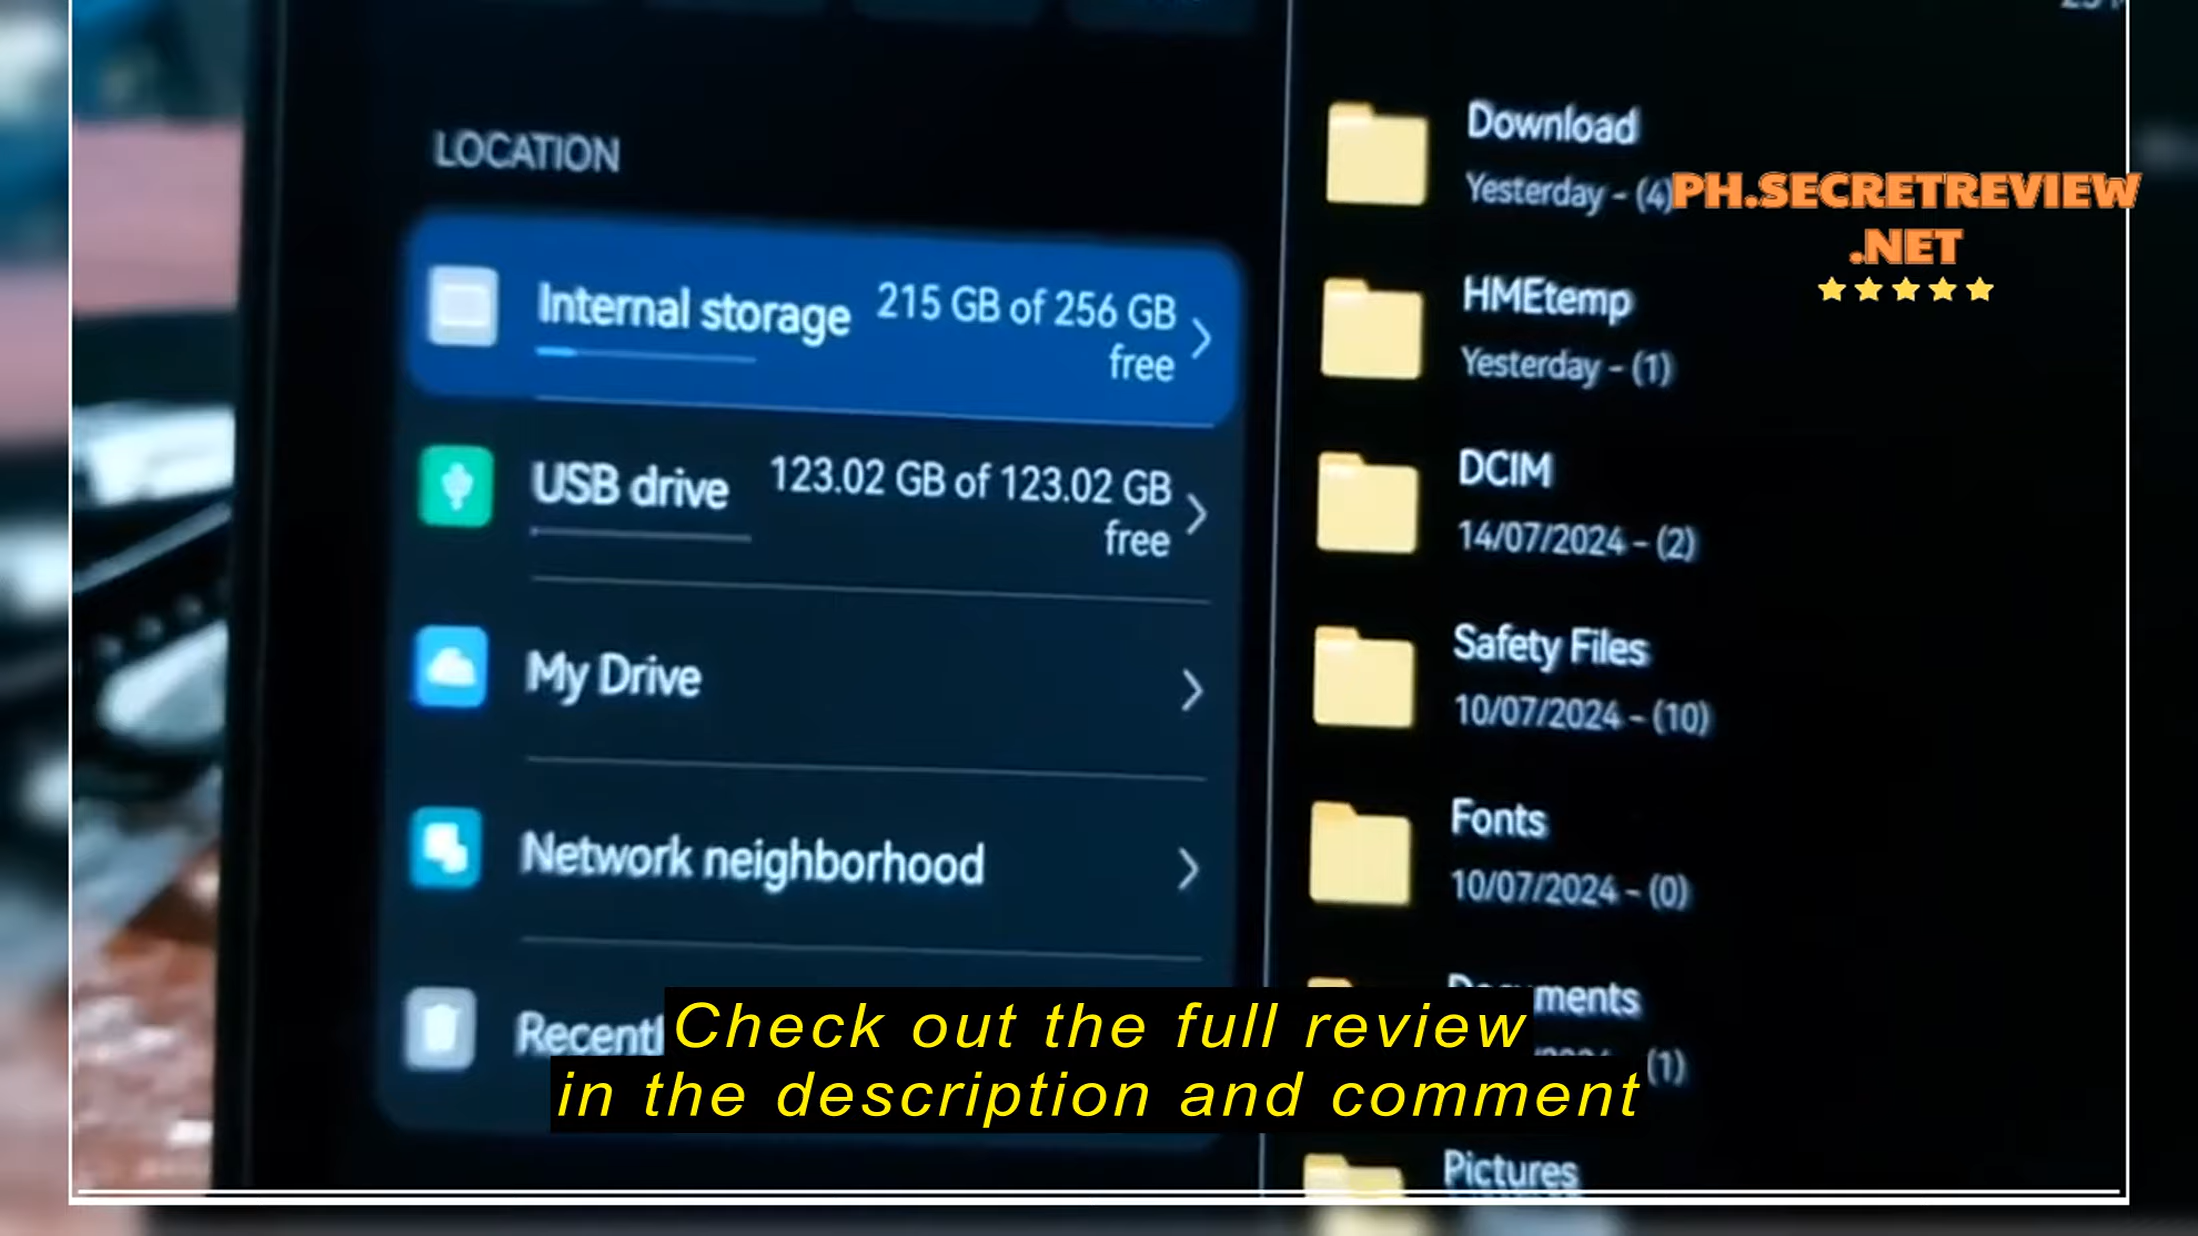 LOCATION
Internal storage 215 GB of 256 GB
free
USB drive 123.02 GB of 123.02 GB
free
My Drive
Network neighborhood
Download
Yesterday - (4)
HMEtemp
Yesterday - (1)
DCIM
14/07/2024 - (2)
Safety Files
10/07/2024 - (10)
Fonts
10/07/2024 - (0)
(1)
Pictures
PH.SECRETREVIEW
.NET
Check out the full review
in the description and comment